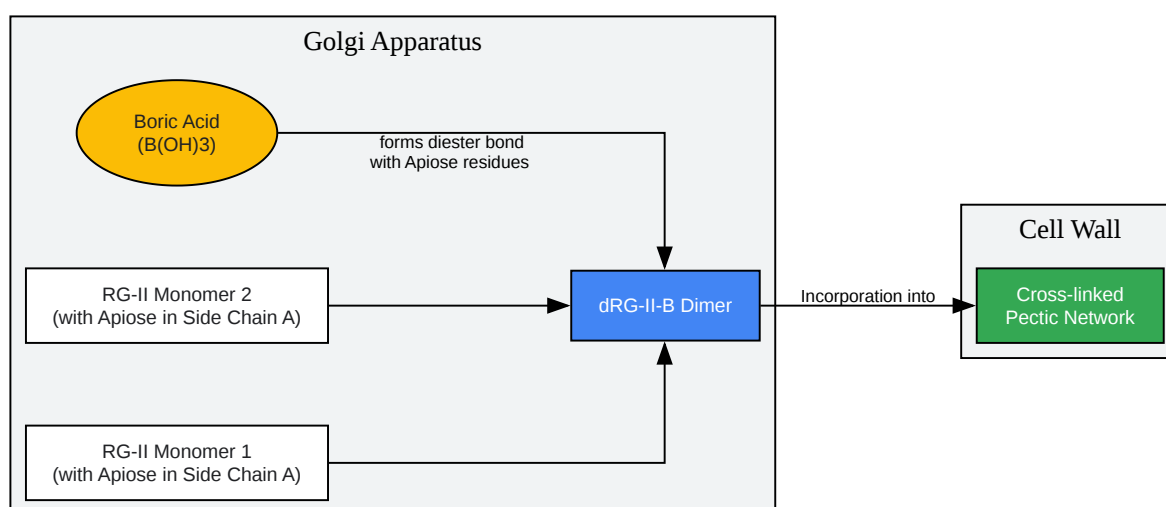 Golgi Apparatus
Boric Acid
(B(OH)3)
forms diester bond
with Apiose residues
RG-II Monomer 2
(with Apiose in Side Chain A)
dRG-II-B Dimer
RG-II Monomer 1
(with Apiose in Side Chain A)
Incorporation into
Cell Wall
Cross-linked
Pectic Network